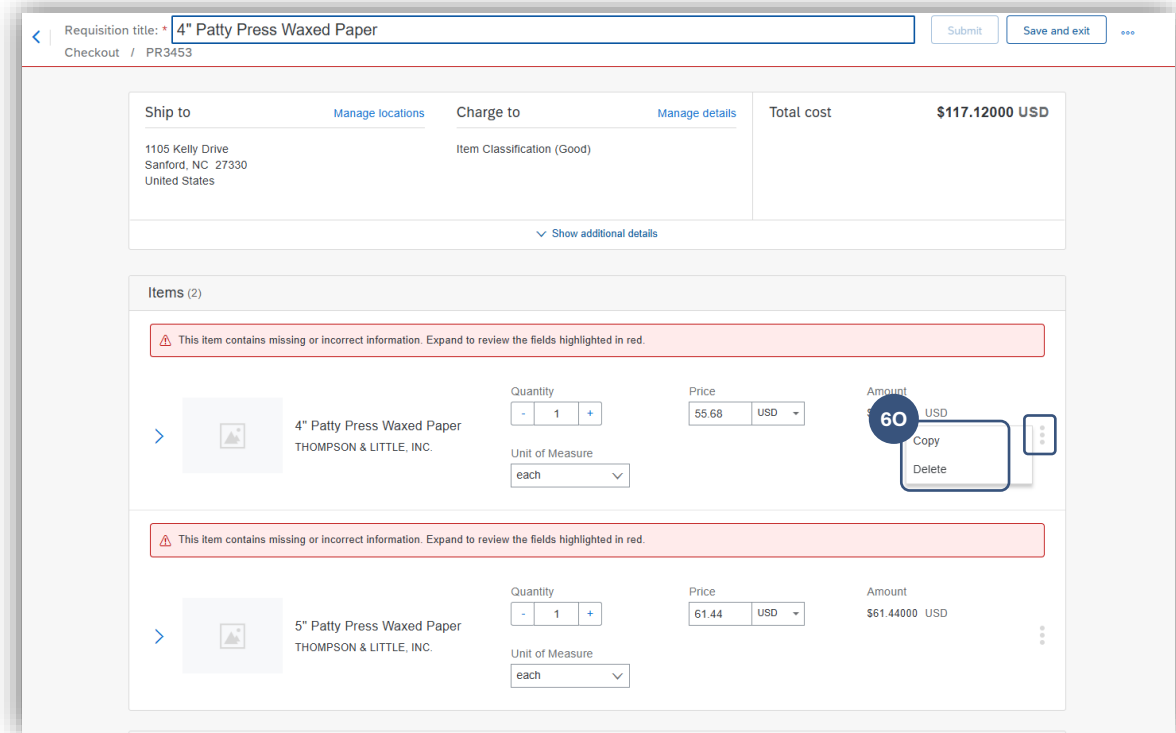 Requisition title: * 4" Patty Press Waxed Paper
Submit
Save and exit
Checkout / PR3453
Ship to
Manage locations
Charge to
Manage details
Total cost
$117.12000 USD
1105 Kelly Drive
Sanford, NC 27330
United States
Item Classification (Good)
Show additional details
Items (2)
This item contains missing or incorrect information. Expand to review the fields highlighted in red.
Quantity
Price
Amount
- 1 +
55.68 USD
$ USD
60
4" Patty Press Waxed Paper
THOMPSON & LITTLE, INC.
Unit of Measure
each
Copy
Delete
This item contains missing or incorrect information. Expand to review the fields highlighted in red.
Quantity
Price
Amount
- 1 +
61.44 USD
$61.44000 USD
5" Patty Press Waxed Paper
THOMPSON & LITTLE, INC.
Unit of Measure
each